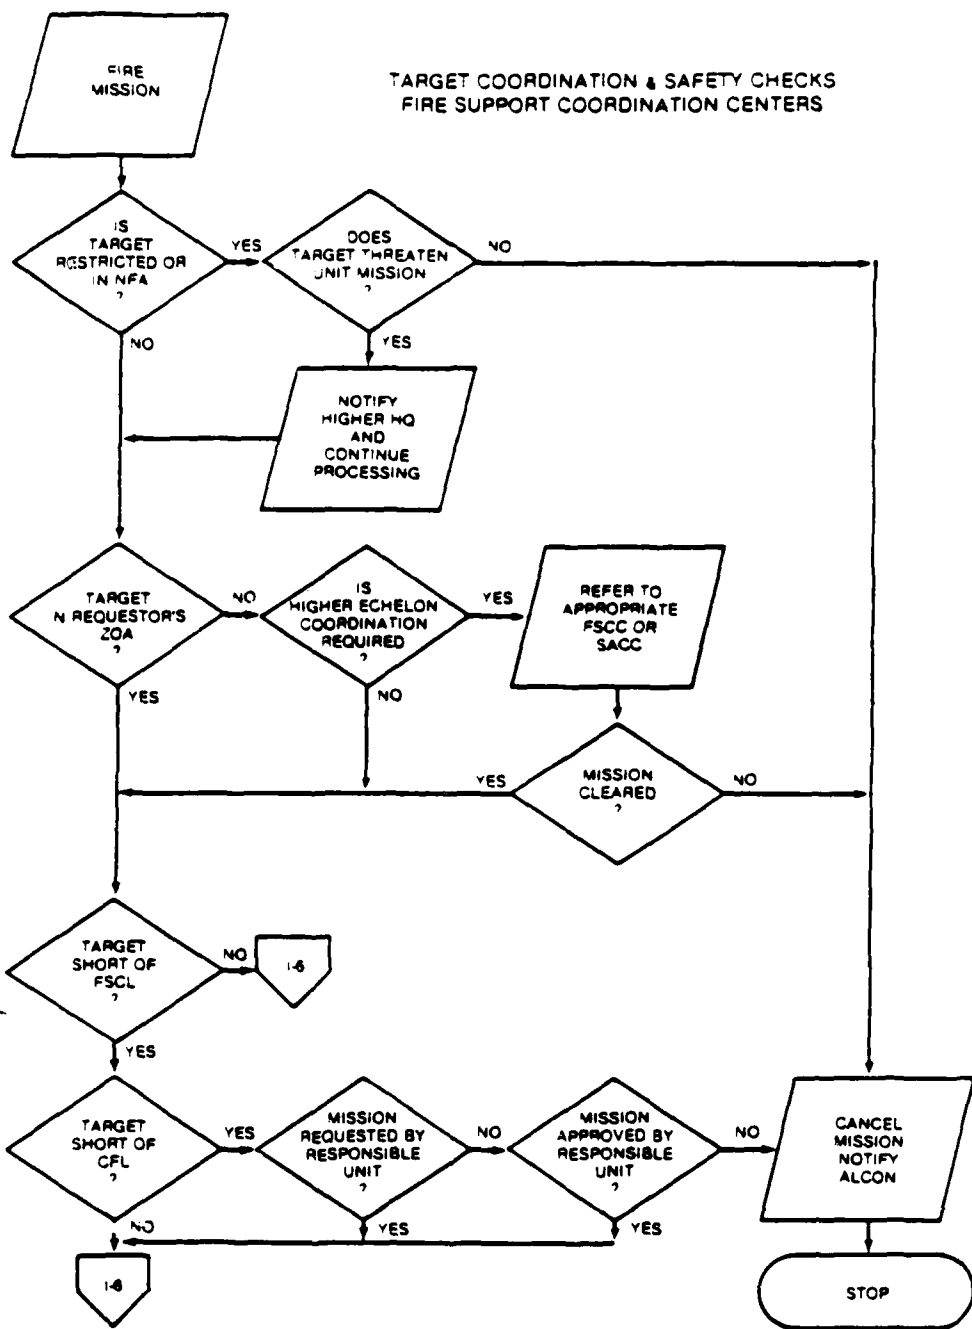 FIRE
MISSION
TARGET COORDINATION & SAFETY CHECKS
FIRE SUPPORT COORDINATION CENTERS
IS
TARGET
RESTRICTED OR
IN NFA
?
YES
DOES
TARGET THREATEN
UNIT MISSION
?
NO
NO
YES
NOTIFY
HIGHER HQ
AND
CONTINUE
PROCESSING
TARGET
N REQUESTOR'S
ZOA
?
NO
IS
HIGHER ECHELON
COORDINATION
REQUIRED
?
YES
REFER TO
APPROPRIATE
FSCC OR
SACC
YES
NO
YES
MISSION
CLEARED
?
NO
TARGET
SHORT OF
FSCL
?
NO
I-6
YES
TARGET
SHORT OF
CFL
?
YES
MISSION
REQUESTED BY
RESPONSIBLE
UNIT
?
NO
MISSION
APPROVED BY
RESPONSIBLE
UNIT
?
NO
CANCEL
MISSION
NOTIFY
ALCON
NO
YES
YES
I-6
STOP